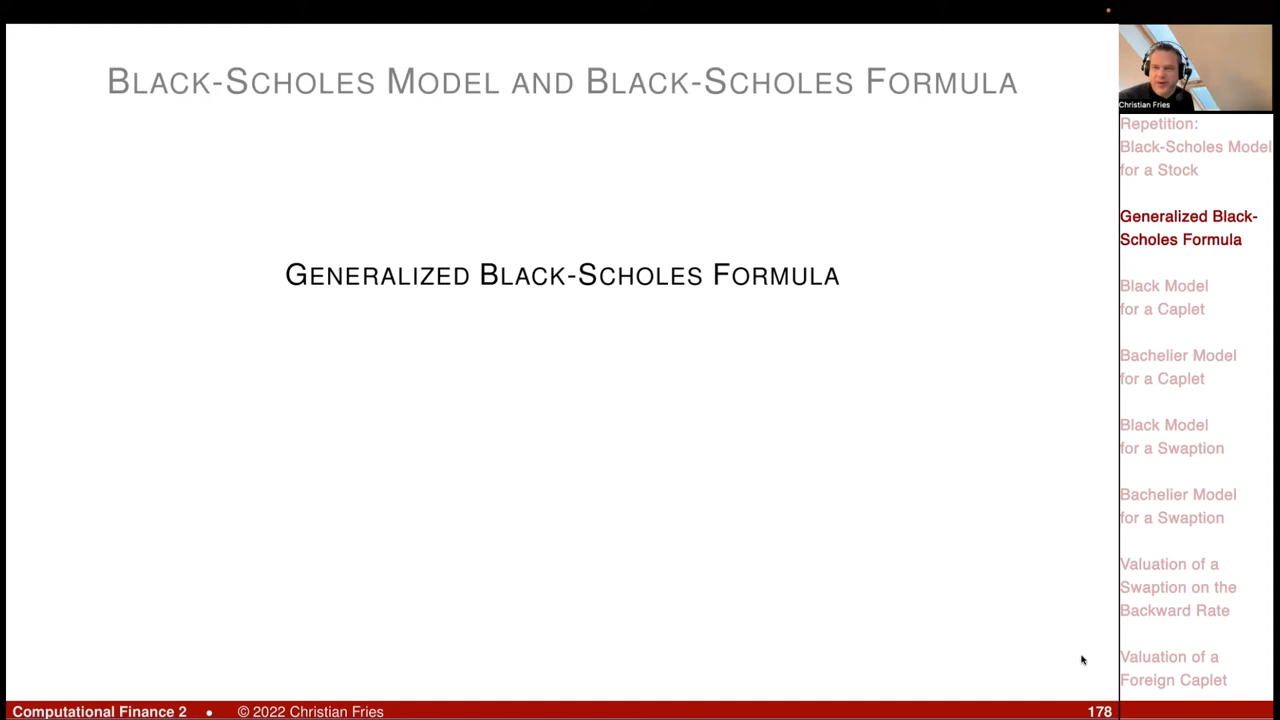 BLACK-SCHOLES MODEL AND BLACK-SCHOLES FORMULA
GENERALIZED BLACK-SCHOLES FORMULA
Christian Fries
Repetition:
Black-Scholes Model
for a Stock
Generalized Black-
Scholes Formula
Black Model
for a Caplet
Bachelier Model
for a Caplet
Black Model
for a Swaption
Bachelier Model
for a Swaption
Valuation of a
Swaption on the
Backward Rate
Valuation of a
Foreign Caplet
Computational Finance 2 • © 2022 Christian Fries 178